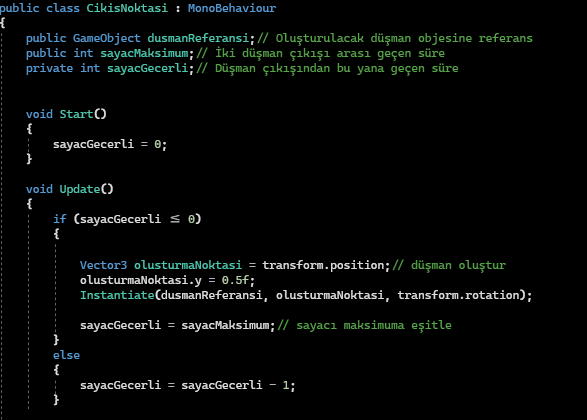 public class CikisNoktasi : MonoBehaviour
{
public GameObject dusmanReferansi;// Oluşturulacak düşman objesine referans
public int sayacMaksimum;// İki düşman çıkışı arası geçen süre
private int sayacGecerli;// Düşman çıkışından bu yana geçen süre
void Start()
{
sayacGecerli = 0;
}
void Update()
{
if (sayacGecerli ≤ 0)
{
Vector3 olusturmaNoktasi = transform.position;// düşman oluştur
olusturmaNoktasi.y = 0.5f;
Instantiate(dusmanReferansi, olusturmaNoktasi, transform.rotation);
sayacGecerli = sayacMaksimum;// sayacı maksimuma eşitle
}
else
{
sayacGecerli = sayacGecerli - 1;
}